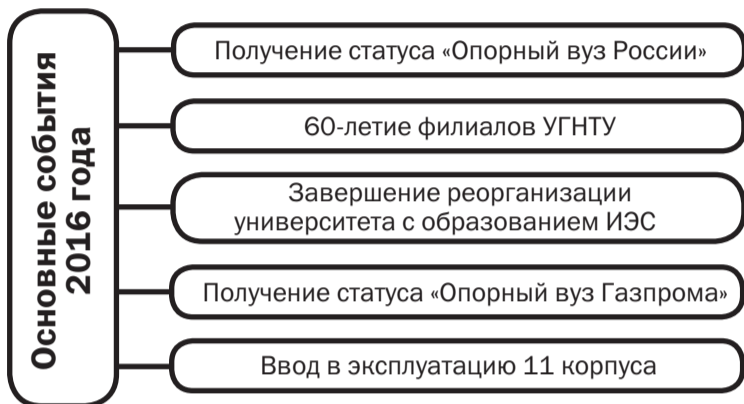 Основные события
2016 года
Получение статуса «Опорный вуз России»
60-летие филиалов УГНТУ
Завершение реорганизации
университета с образованием ИЭС
Получение статуса «Опорный вуз Газпрома»
Ввод в эксплуатацию 11 корпуса